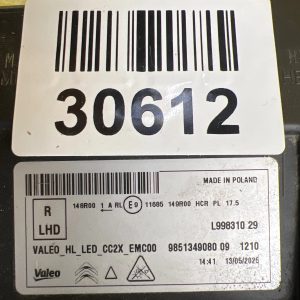 30612
MADE IN POLAND
148R00 1 A RL E9 11685 149R00 HCR PL 17.5
R
LHD
L998310 29
VALEO_HL_LED_CC2X_EMC00 9851349080 09 1210
Valeo
14:41 13/05/2025